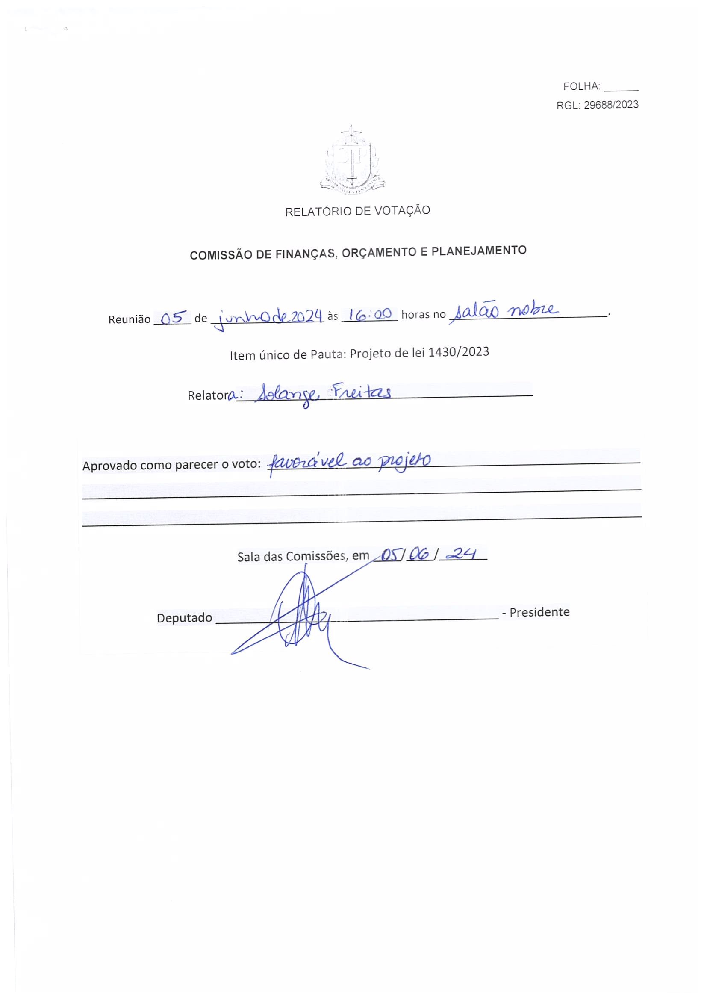 FOLHA: ______
RGL: 29688/2023
SP
RELATÓRIO DE VOTAÇÃO
COMISSÃO DE FINANÇAS, ORÇAMENTO E PLANEJAMENTO
Reunião 05 de junho de 2024 às 16:00 horas no salão nobre.
Item único de Pauta: Projeto de lei 1430/2023
Relatora: Solange Freitas
Aprovado como parecer o voto: favorável ao projeto
Sala das Comissões, em 05/06/24
Deputado ______ - Presidente